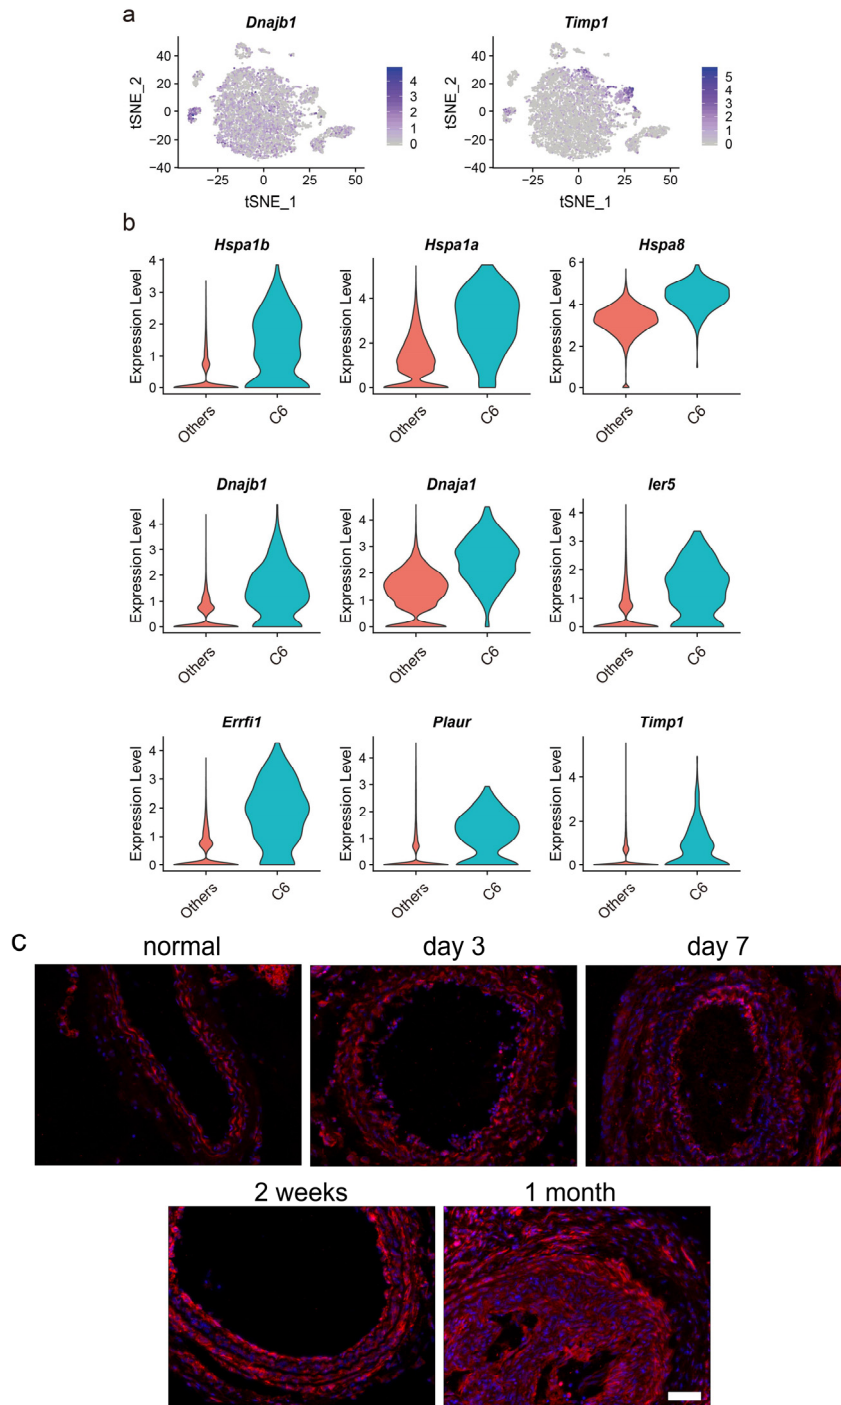 a
Dnajb1
Timp1
tSNE_2
40
20
0
−20
−40
4
3
2
1
0
−25
0
25
50
tSNE_1
tSNE_2
40
20
0
−20
−40
5
4
3
2
1
0
−25
0
25
50
tSNE_1
b
Hspa1b
Hspa1a
Hspa8
Expression Level
4
3
2
1
0
Others
C6
Expression Level
4
2
0
Others
C6
Expression Level
6
4
2
0
Others
C6
Dnajb1
Dnaja1
Ier5
Expression Level
4
3
2
1
0
Others
C6
Expression Level
4
3
2
1
0
Others
C6
Expression Level
4
3
2
1
0
Others
C6
Errfi1
Plaur
Timp1
Expression Level
4
3
2
1
0
Others
C6
Expression Level
4
3
2
1
0
Others
C6
Expression Level
4
2
0
Others
C6
c
normal
day 3
day 7
2 weeks
1 month